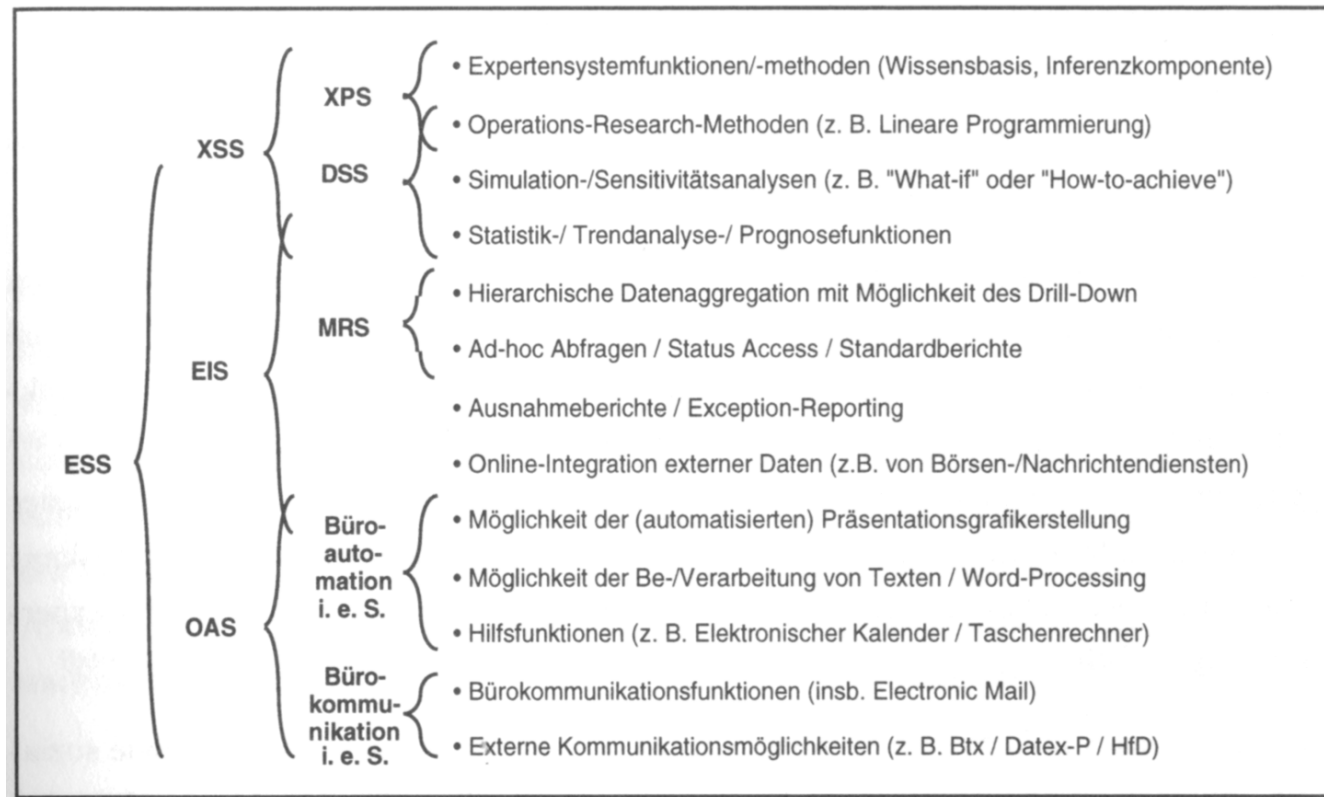 XPS
• Expertensystemfunktionen/-methoden (Wissensbasis, Inferenzkomponente)
• Operations-Research-Methoden (z. B. Lineare Programmierung)
XSS
DSS
• Simulation-/Sensitivitätsanalysen (z. B. "What-if" oder "How-to-achieve")
• Statistik-/ Trendanalyse-/ Prognosefunktionen
• Hierarchische Datenaggregation mit Möglichkeit des Drill-Down
MRS
• Ad-hoc Abfragen / Status Access / Standardberichte
EIS
• Ausnahmeberichte / Exception-Reporting
ESS
• Online-Integration externer Daten (z.B. von Börsen-/Nachrichtendiensten)
Büro-
auto-
mation
i. e. S.
• Möglichkeit der (automatisierten) Präsentationsgrafikerstellung
• Möglichkeit der Be-/Verarbeitung von Texten / Word-Processing
OAS
• Hilfsfunktionen (z. B. Elektronischer Kalender / Taschenrechner)
Büro-
kommu-
nikation
i. e. S.
• Bürokommunikationsfunktionen (insb. Electronic Mail)
• Externe Kommunikationsmöglichkeiten (z. B. Btx / Datex-P / HfD)